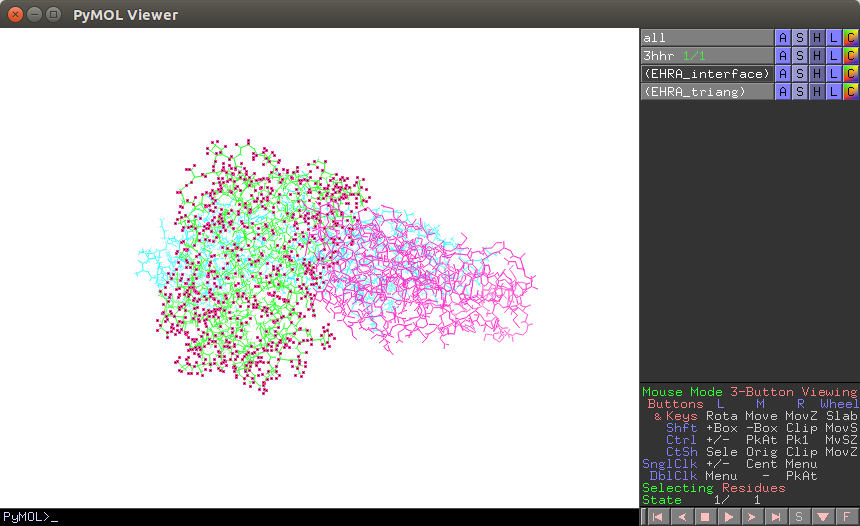 PyMOL Viewer
all A S H L C
3hhr 1/1 A S H L C
(EHRA_interface) A S H L C
(EHRA_triang) A S H L C
Mouse Mode 3-Button Viewing
Buttons L M R Wheel
& Keys Rota Move MovZ Slab
Shft +Box -Box Clip MovS
Ctrl +/- PkAt Pk1 MvSZ
CtSh Sele Orig Clip MovZ
SnglClk +/- Cent Menu
DblClk Menu - PkAt
Selecting Residues
State 1/ 1
PyMOL>_ S F